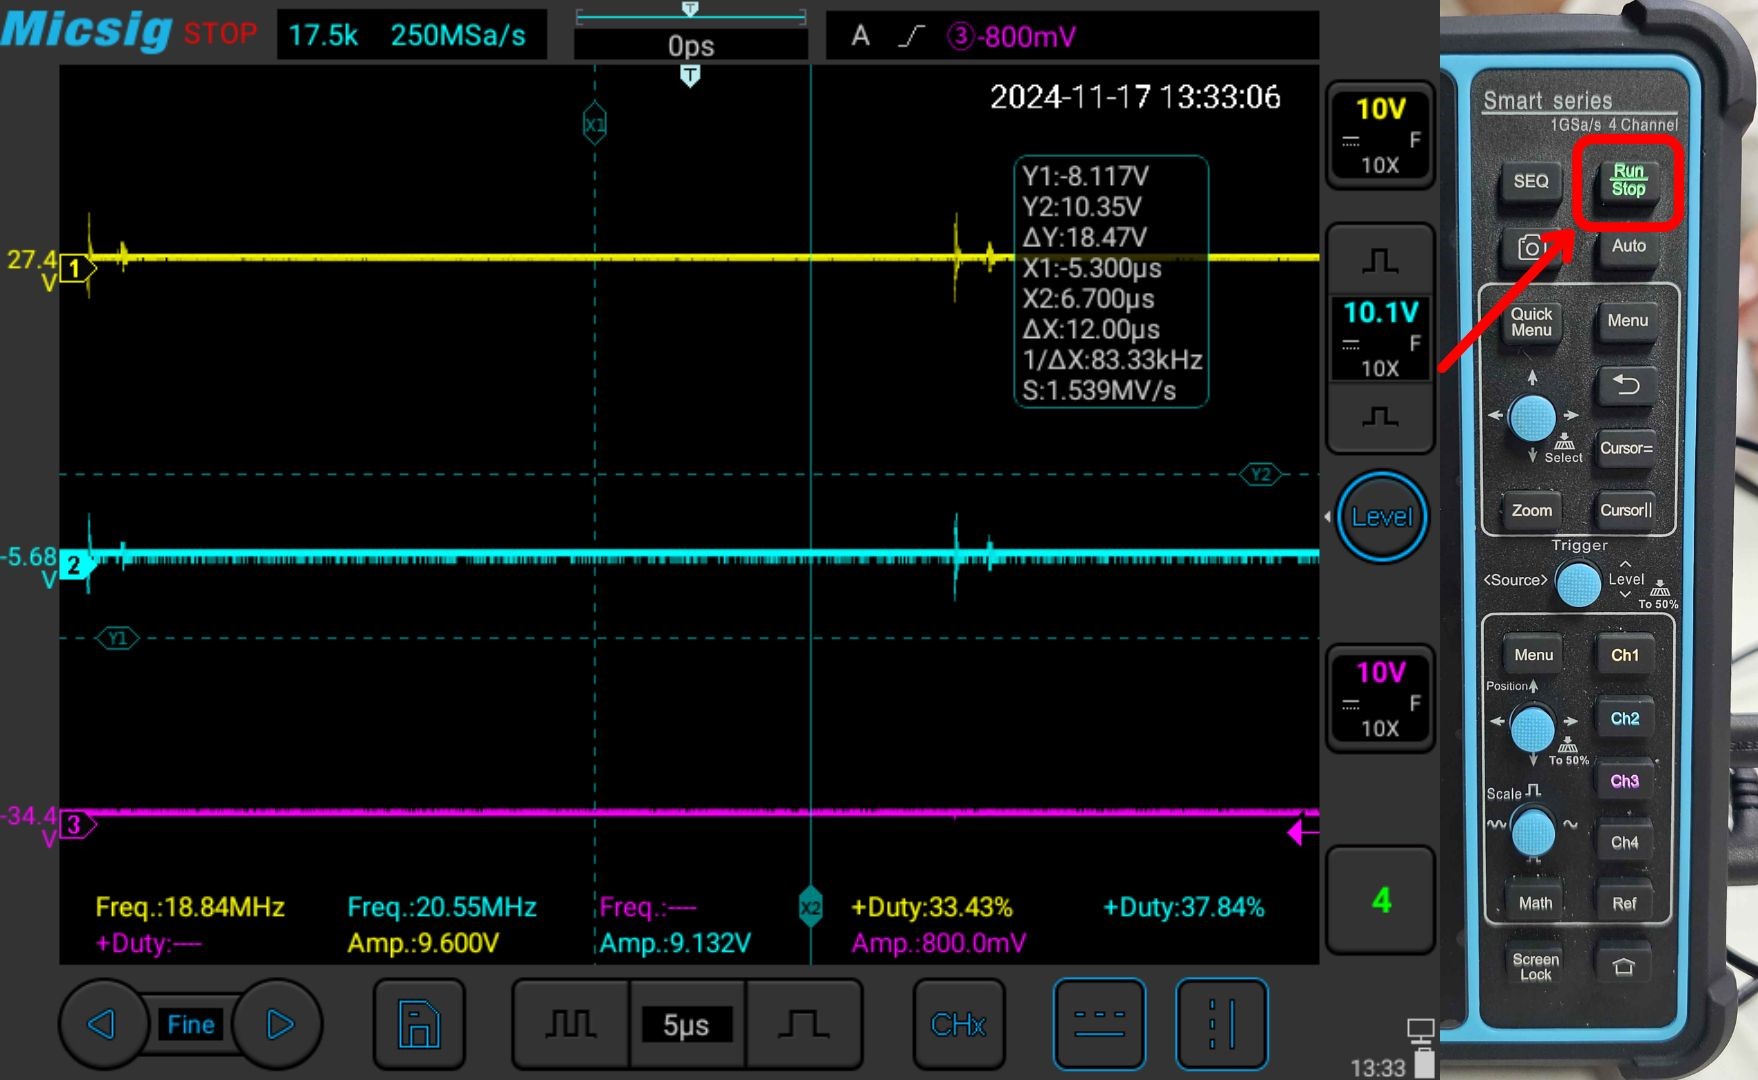 Micsig STOP 17.5k 250MSa/s T 0ps A 3 -800mV
T
2024-11-17 13:33:06
X1
Y1:-8.117V
Y2:10.35V
ΔY:18.47V
X1:-5.300μs
X2:6.700μs
ΔX:12.00μs
1/ΔX:83.33kHz
S:1.539MV/s
27.4 V 1
Y2
-5.68 V 2
Y1
-34.4 V 3
Freq.:18.84MHz Freq.:20.55MHz Freq.:---- X2 +Duty:33.43% +Duty:37.84%
+Duty:---- Amp.:9.600V Amp.:9.132V Amp.:800.0mV
10V
F
10X
10.1V
F
10X
Level
10V
F
10X
4
Fine 5μs CHx
13:33
Smart series
1GSa/s 4 Channel
SEQ Run Stop
Auto
Quick Menu Menu
Select Cursor=
Zoom Cursor||
Trigger
<Source> Level
To 50%
Menu Ch1
Position
Ch2
To 50%
Ch3
Scale
Ch4
Math Ref
Screen Lock